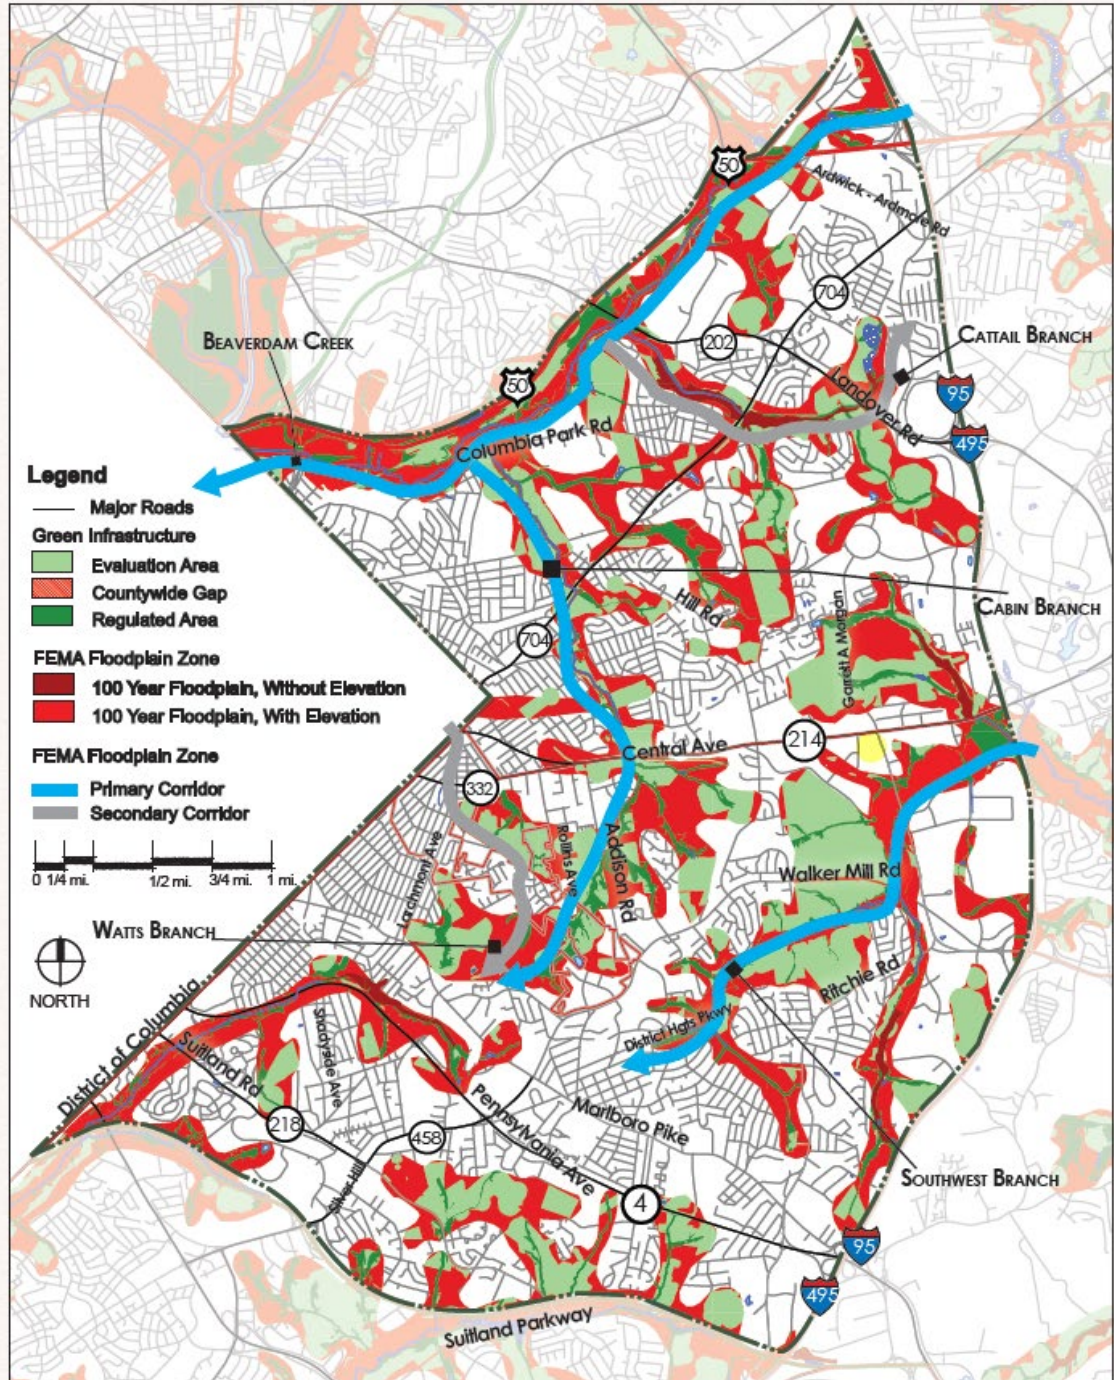 50
Ardwick - Ardmore Rd
704
202
BEAVERDAM CREEK
CATTAIL BRANCH
50
Landover Rd
95
495
Columbia Park Rd
Legend
Major Roads
Green Infrastructure
Evaluation Area
Countywide Gap
Regulated Area
FEMA Floodplain Zone
100 Year Floodplain, Without Elevation
100 Year Floodplain, With Elevation
FEMA Floodplain Zone
Primary Corridor
Secondary Corridor
0 1/4 mi. 1/2 mi. 3/4 mi. 1 mi.
Hill Rd
CABIN BRANCH
704
Garrett A Morgan
Central Ave
214
332
Larchmont Ave
Rollins Ave
Addison Rd
Walker Mill Rd
WATTS BRANCH
NORTH
Ritchie Rd
District of Columbia
Shadyside Ave
District Hgts Pkwy
Suitland Rd
218
458
Pennsylvania Ave
Marlboro Pike
Silver Hill
4
SOUTHWEST BRANCH
95
495
Suitland Parkway